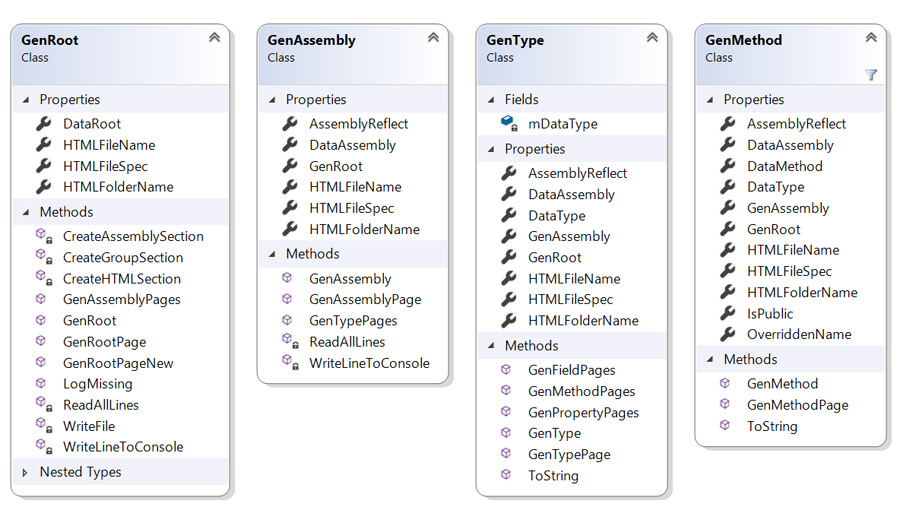 GenRoot
Class
Properties
DataRoot
HTMLFileName
HTMLFileSpec
HTMLFolderName
Methods
CreateAssemblySection
CreateGroupSection
CreateHTMLSection
GenAssemblyPages
GenRoot
GenRootPage
GenRootPageNew
LogMissing
ReadAllLines
WriteFile
WriteLineToConsole
Nested Types
GenAssembly
Class
Properties
AssemblyReflect
DataAssembly
GenRoot
HTMLFileName
HTMLFileSpec
HTMLFolderName
Methods
GenAssembly
GenAssemblyPage
GenTypePages
ReadAllLines
WriteLineToConsole
GenType
Class
Fields
mDataType
Properties
AssemblyReflect
DataAssembly
DataType
GenAssembly
GenRoot
HTMLFileName
HTMLFileSpec
HTMLFolderName
Methods
GenFieldPages
GenMethodPages
GenPropertyPages
GenType
GenTypePage
ToString
GenMethod
Class
Properties
AssemblyReflect
DataAssembly
DataMethod
DataType
GenAssembly
GenRoot
HTMLFileName
HTMLFileSpec
HTMLFolderName
IsPublic
OverriddenName
Methods
GenMethod
GenMethodPage
ToString